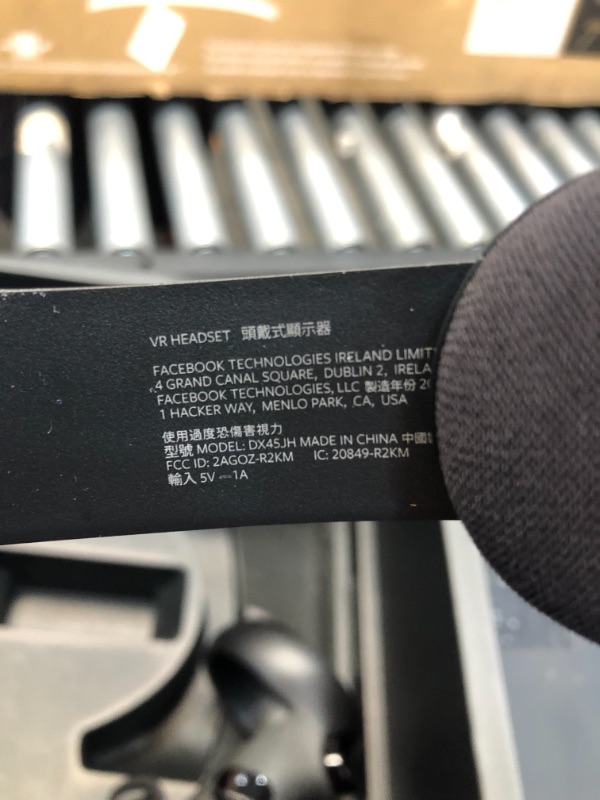 VR HEADSET 頭戴式顯示器
FACEBOOK TECHNOLOGIES IRELAND
4 GRAND CANAL SQUARE, DUBLIN 2,
FACEBOOK TECHNOLOGIES, LLC 製造年份
1 HACKER WAY, MENLO PARK, CA, USA
使用過度恐傷害視力
型號 MODEL: DX45JH MADE IN CHINA 中國
FCC ID: 2AGOZ-R2KM IC: 20849-R2KM
輸入 5V ⎓ 1A